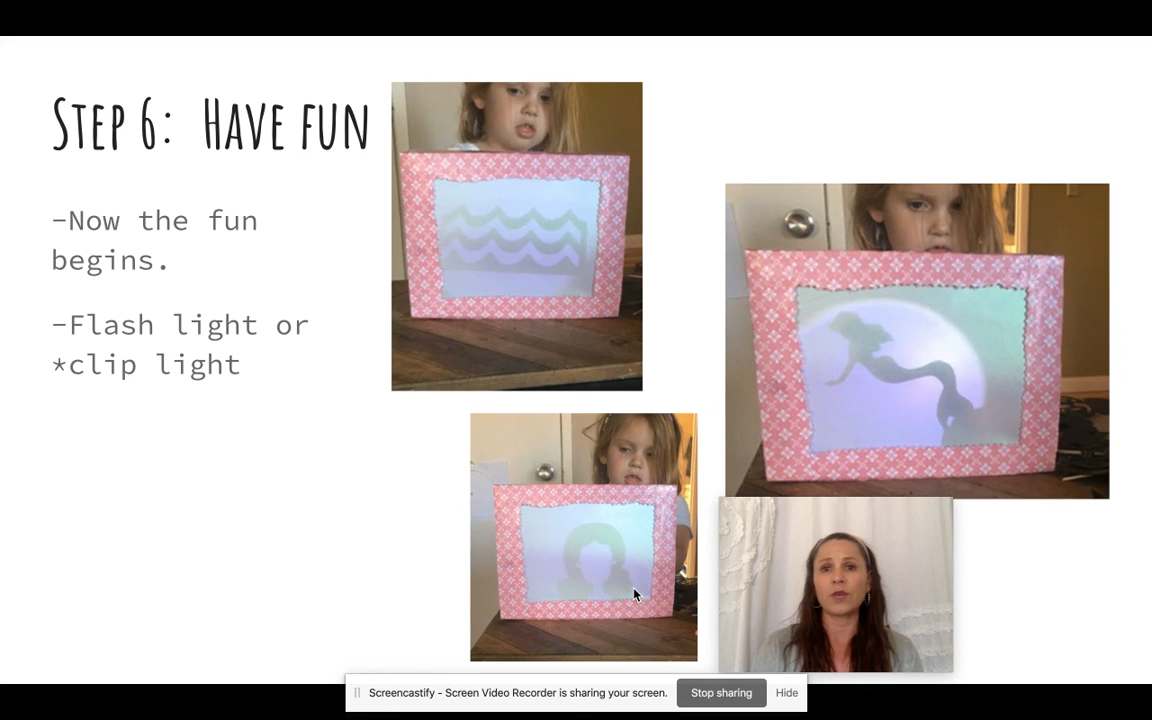 Step 6: Have fun
-Now the fun
begins.
-Flash light or
*clip light
Screencastify - Screen Video Recorder is sharing your screen.
Stop sharing
Hide